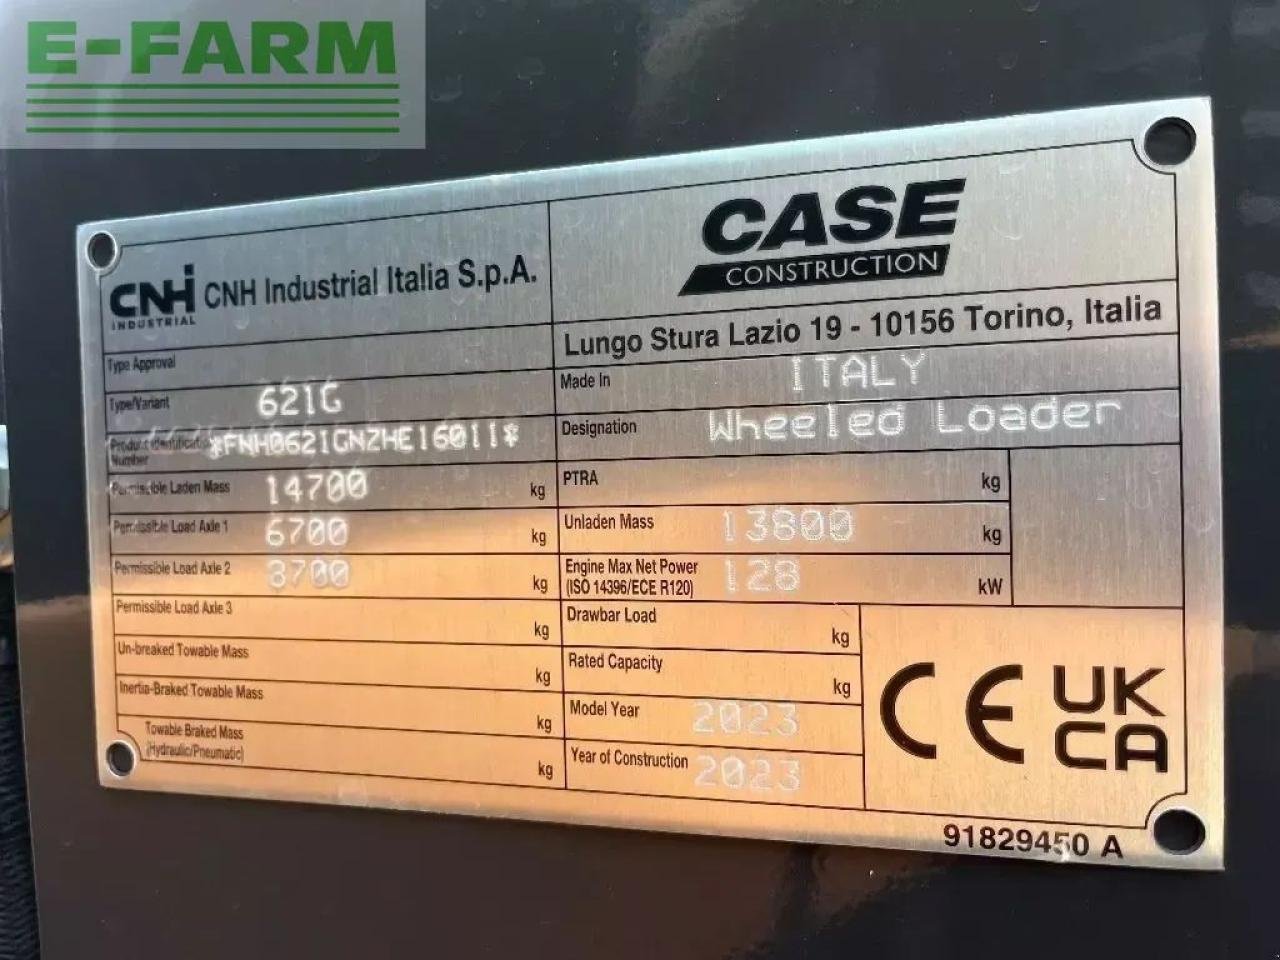 E-FARM
CNH INDUSTRIAL CNH Industrial Italia S.p.A.
CASE
CONSTRUCTION
Lungo Stura Lazio 19 - 10156 Torino, Italia
Type Approval
Made In ITALY
Type/Variant 621G
Designation Wheeled Loader
Product Identification Number *FNH0621GNZHE16011*
PTRA kg
Permissible Laden Mass 14700 kg
Unladen Mass 13800 kg
Permissible Load Axle 1 6700 kg
Engine Max Net Power (ISO 14396/ECE R120) 128 kW
Permissible Load Axle 2 8700 kg
Drawbar Load kg
Permissible Load Axle 3 kg
Rated Capacity kg
Un-breaked Towable Mass kg
Model Year 2023
Inertia-Braked Towable Mass kg
Year of Construction 2023
Towable Braked Mass (Hydraulic/Pneumatic) kg
CE UK CA
91829450 A